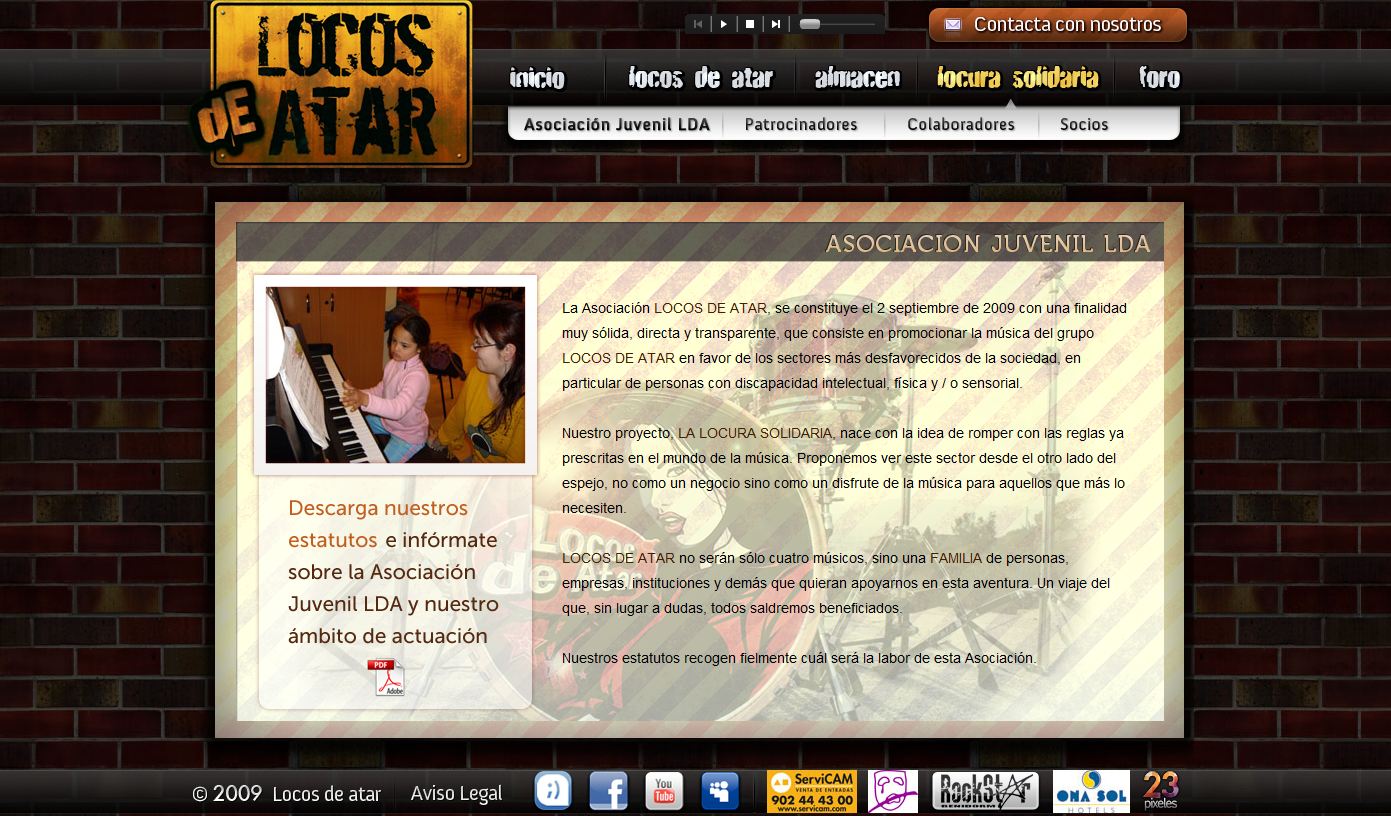 LOCOS
DE ATAR
Contacta con nosotros
inicio
locos de atar
almacen
locura solidaria
foro
Asociación Juvenil LDA
Patrocinadores
Colaboradores
Socios
ASOCIACION JUVENIL LDA
La Asociación LOCOS DE ATAR, se constituye el 2 septiembre de 2009 con una finalidad
muy sólida, directa y transparente, que consiste en promocionar la música del grupo
LOCOS DE ATAR en favor de los sectores más desfavorecidos de la sociedad, en
particular de personas con discapacidad intelectual, física y / o sensorial.
Nuestro proyecto, LA LOCURA SOLIDARIA, nace con la idea de romper con las reglas ya
prescritas en el mundo de la música. Proponemos ver este sector desde el otro lado del
espejo, no como un negocio sino como un disfrute de la música para aquellos que más lo
necesiten.
LOCOS DE ATAR no serán sólo cuatro músicos, sino una FAMILIA de personas,
empresas, instituciones y demás que quieran apoyarnos en esta aventura. Un viaje del
que, sin lugar a dudas, todos saldremos beneficiados.
Nuestros estatutos recogen fielmente cuál será la labor de esta Asociación.
Descarga nuestros
estatutos e infórmate
sobre la Asociación
Juvenil LDA y nuestro
ámbito de actuación
PDF
Adobe
Locos
de Atar
© 2009 Locos de atar
Aviso Legal
You
Tube
ServiCAM
VENTA DE ENTRADAS
902 44 43 00
www.servicam.com
RockStar
BENIDORM
ONA SOL
HOTELS
23
pixeles